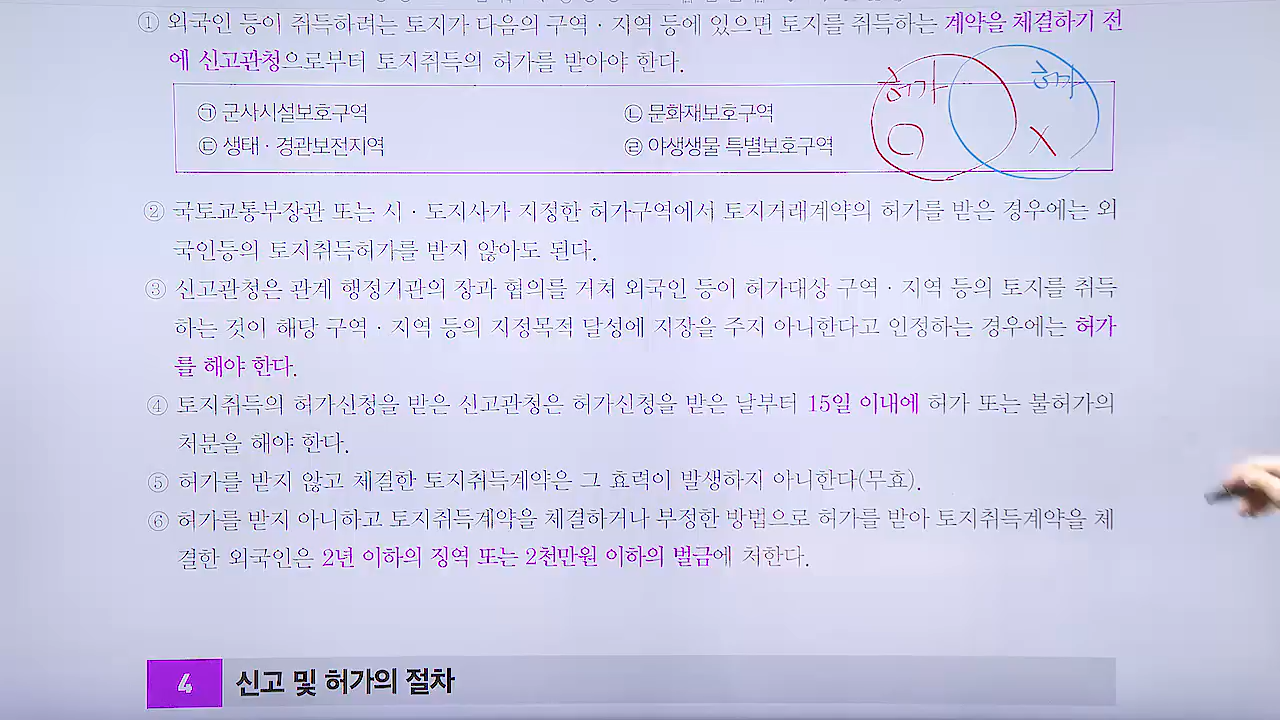 ① 외국인 등이 취득하려는 토지가 다음의 구역 · 지역 등에 있으면 토지를 취득하는 계약을 체결하기 전
에 신고관청으로부터 토지취득의 허가를 받아야 한다.
허가 허가
㉠ 군사시설보호구역 ㉡ 문화재보호구역
㉢ 생태 · 경관보전지역 ㉣ 야생생물 특별보호구역 ○ X
② 국토교통부장관 또는 시 · 도지사가 지정한 허가구역에서 토지거래계약의 허가를 받은 경우에는 외
국인등의 토지취득허가를 받지 않아도 된다.
③ 신고관청은 관계 행정기관의 장과 협의를 거쳐 외국인 등이 허가대상 구역 · 지역 등의 토지를 취득
하는 것이 해당 구역 · 지역 등의 지정목적 달성에 지장을 주지 아니한다고 인정하는 경우에는 허가
를 해야 한다.
④ 토지취득의 허가신청을 받은 신고관청은 허가신청을 받은 날부터 15일 이내에 허가 또는 불허가의
처분을 해야 한다.
⑤ 허가를 받지 않고 체결한 토지취득계약은 그 효력이 발생하지 아니한다(무효).
⑥ 허가를 받지 아니하고 토지취득계약을 체결하거나 부정한 방법으로 허가를 받아 토지취득계약을 체
결한 외국인은 2년 이하의 징역 또는 2천만원 이하의 벌금에 처한다.
4 신고 및 허가의 절차